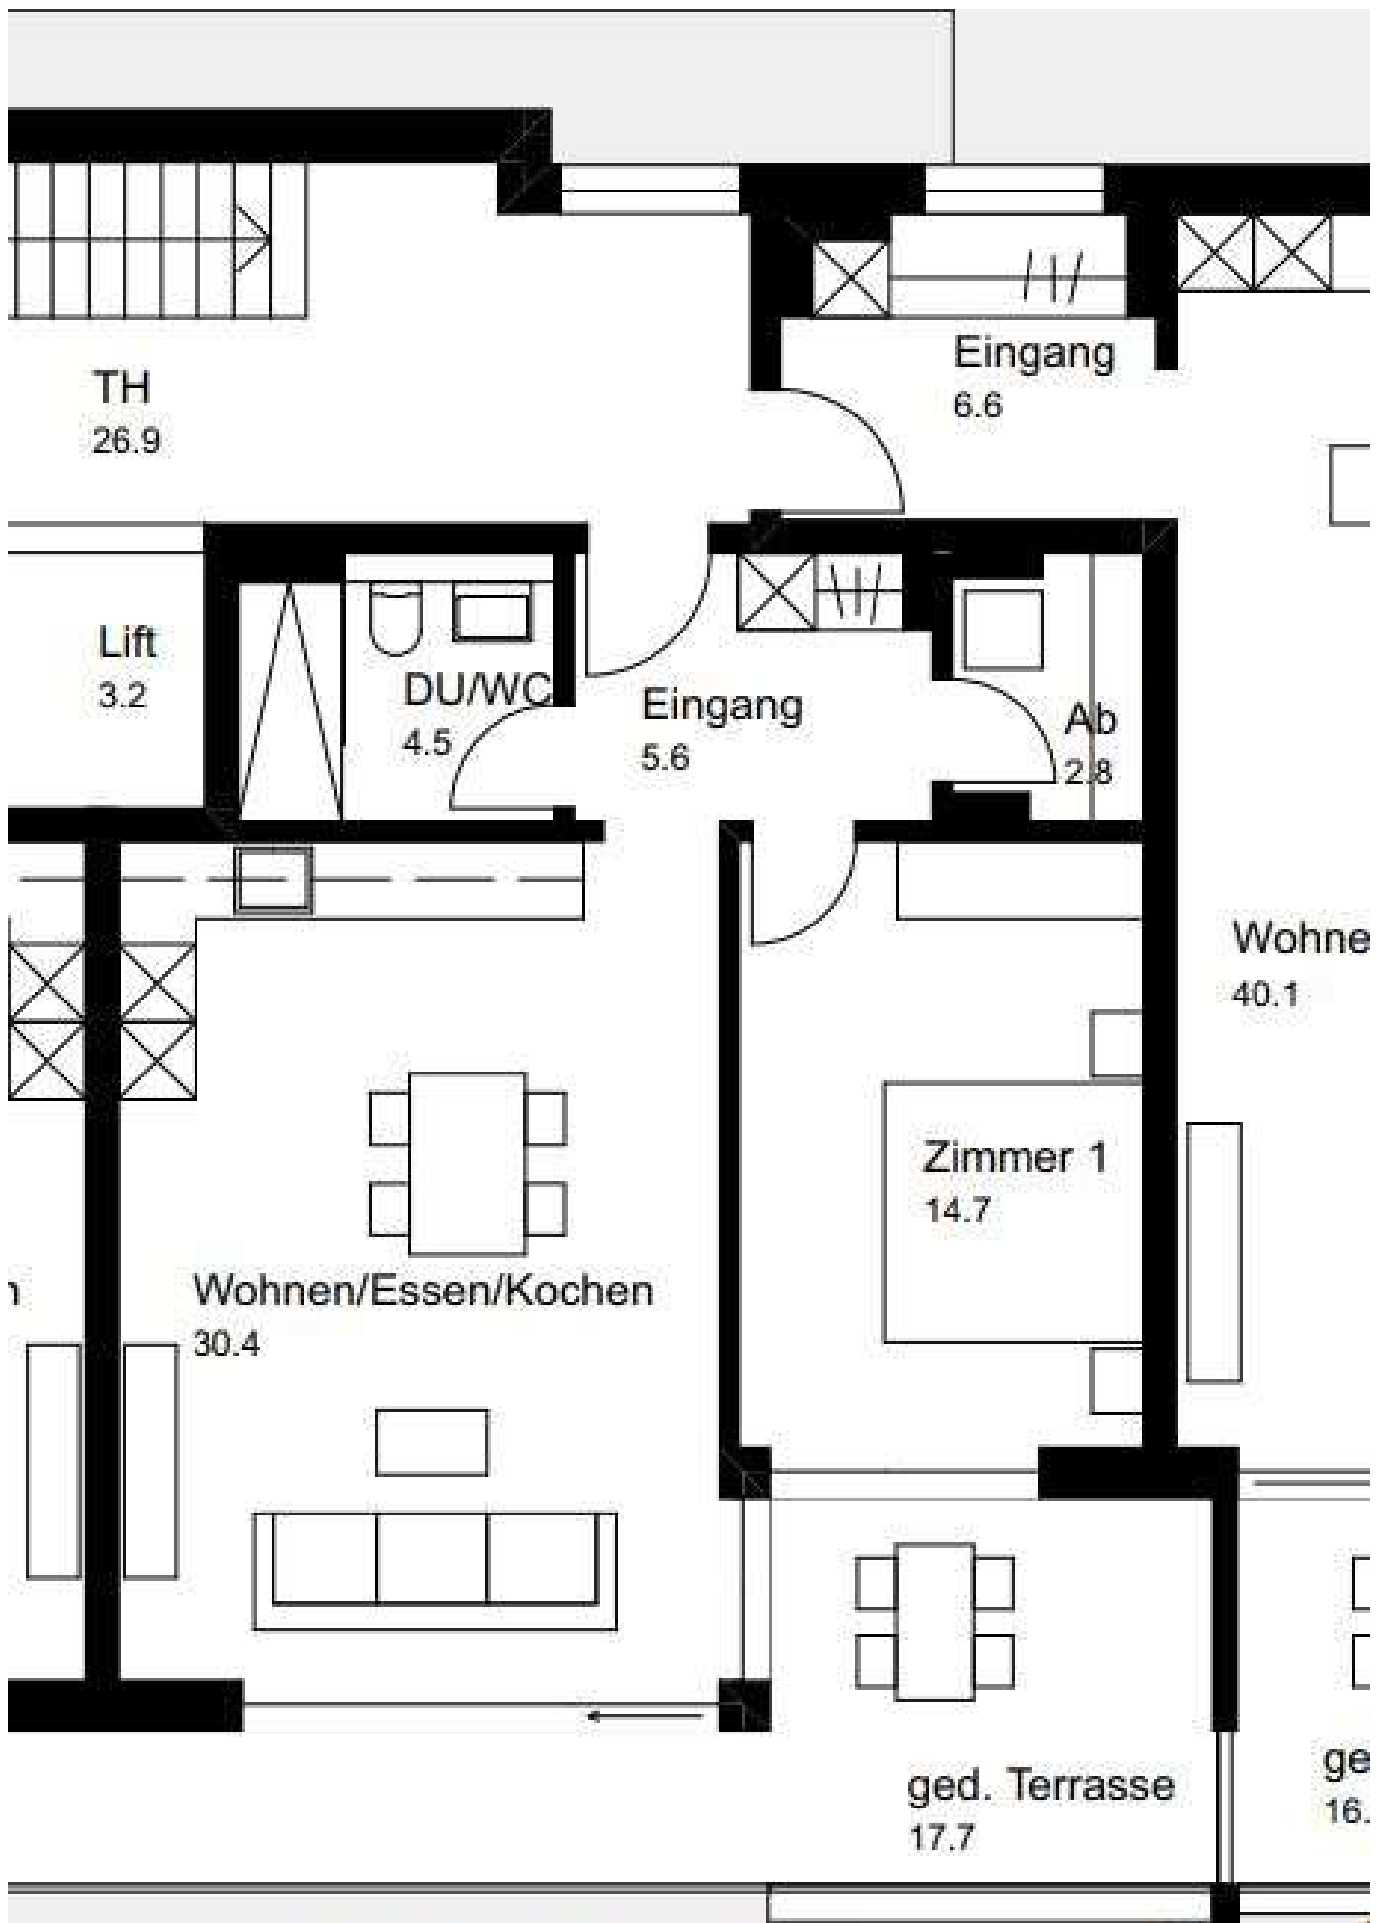 Eingang
6.6
TH
26.9
Lift
3.2
DU/WC
4.5
Eingang
5.6
Ab
2.8
Wohne
40.1
Zimmer 1
14.7
n
Wohnen/Essen/Kochen
30.4
ged. Terrasse
17.7
ge
16.